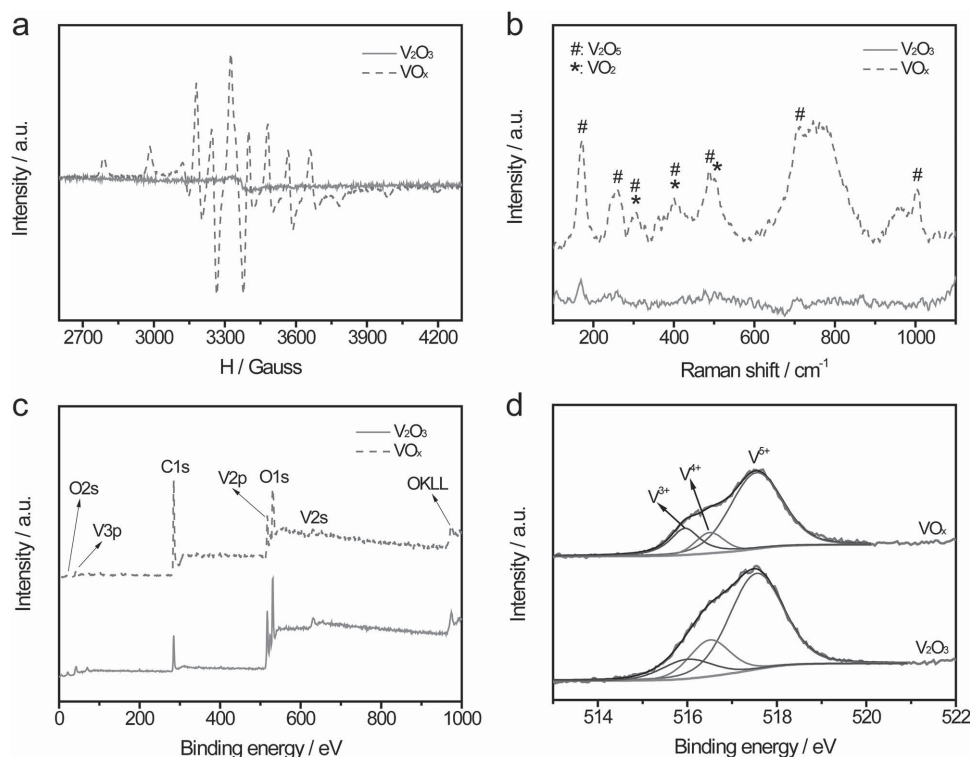 a
V₂O₃
VOₓ
Intensity / a.u.
2700 3000 3300 3600 3900 4200
H / Gauss
b
#: V₂O₅
*: VO₂
V₂O₃
VOₓ
# # # * # * # * # #
Intensity / a.u.
200 400 600 800 1000
Raman shift / cm⁻¹
c
V₂O₃
VOₓ
O2s
V3p
C1s
V2p
O1s
V2s
OKLL
Intensity / a.u.
0 200 400 600 800 1000
Binding energy / eV
d
V³⁺
V⁴⁺
V⁵⁺
VOₓ
V₂O₃
Intensity / a.u.
514 516 518 520 522
Binding energy / eV